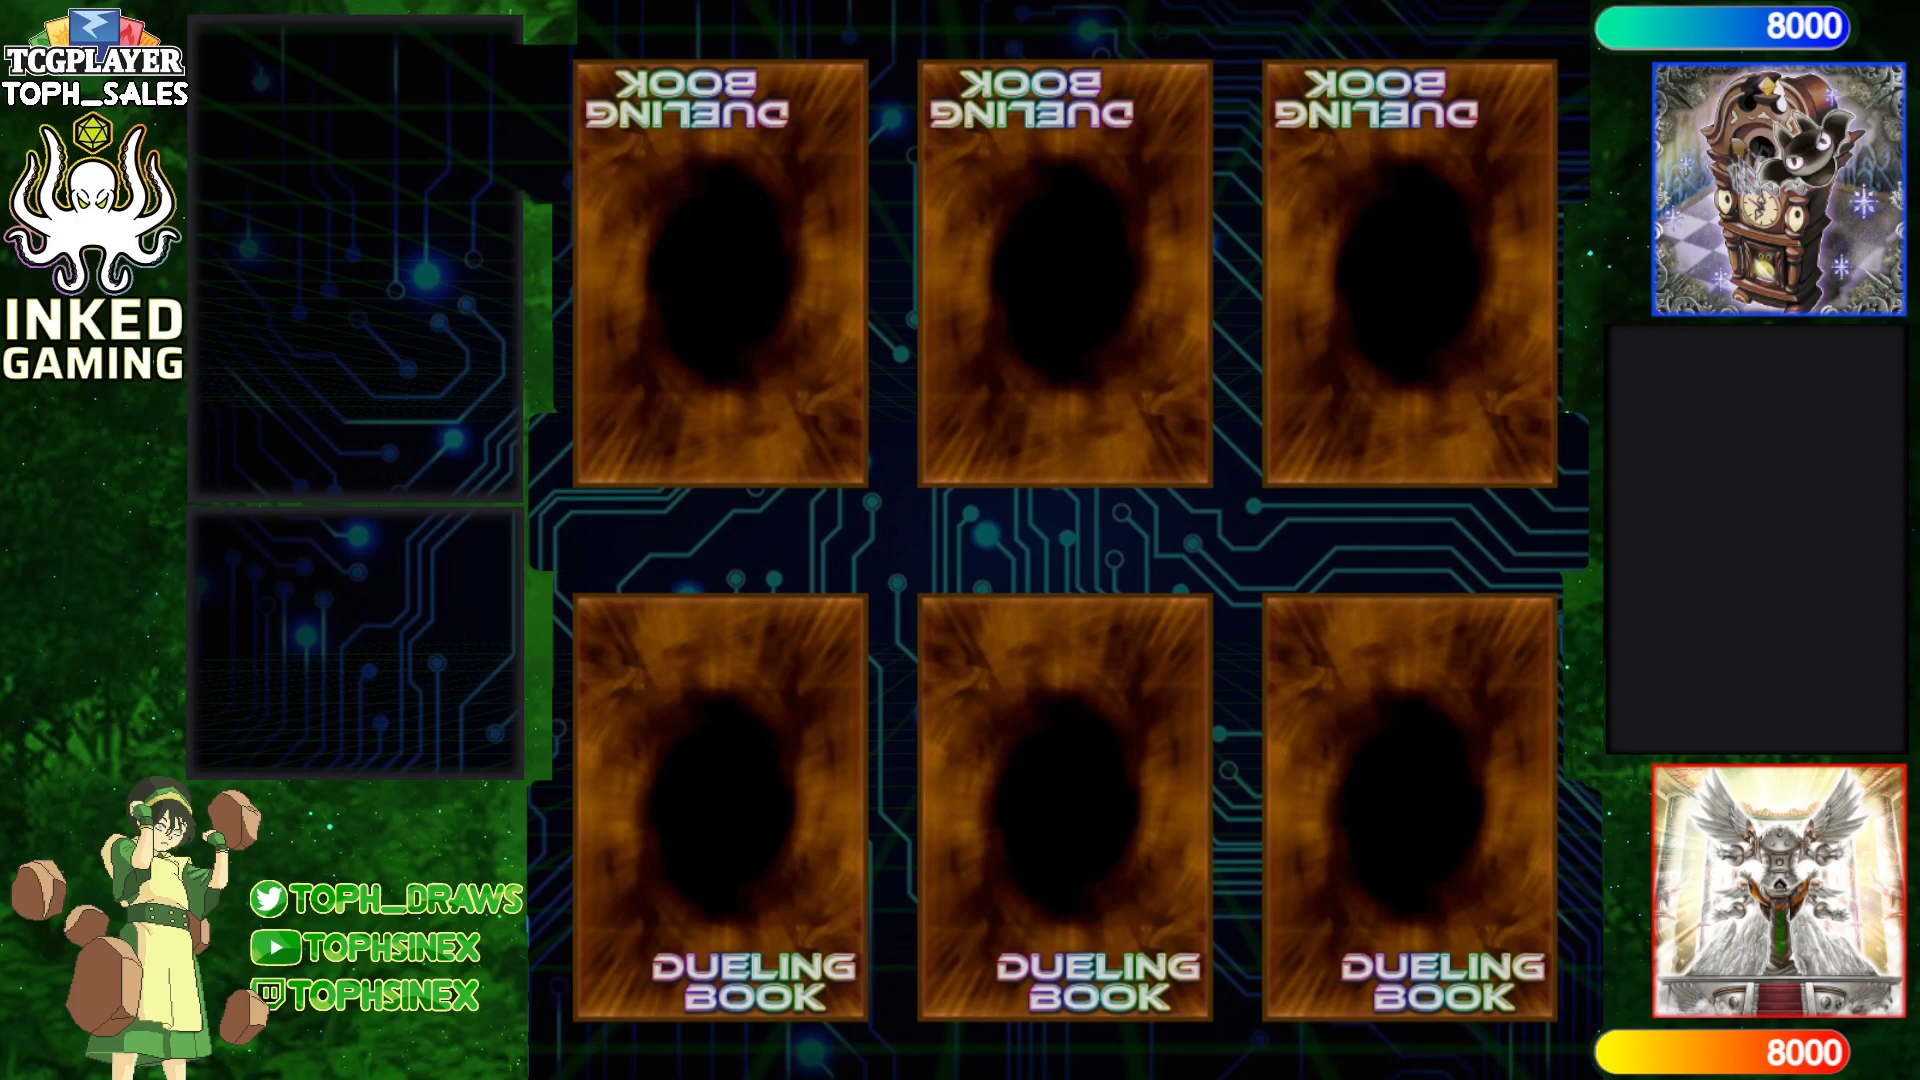 TCGPLAYER
TOPH_SALES
INKED
GAMING
8000
DUELING
BOOK
DUELING
BOOK
DUELING
BOOK
DUELING
BOOK
DUELING
BOOK
DUELING
BOOK
TOPH_DRAWS
TOPHSINEX
TOPHSINEX
8000